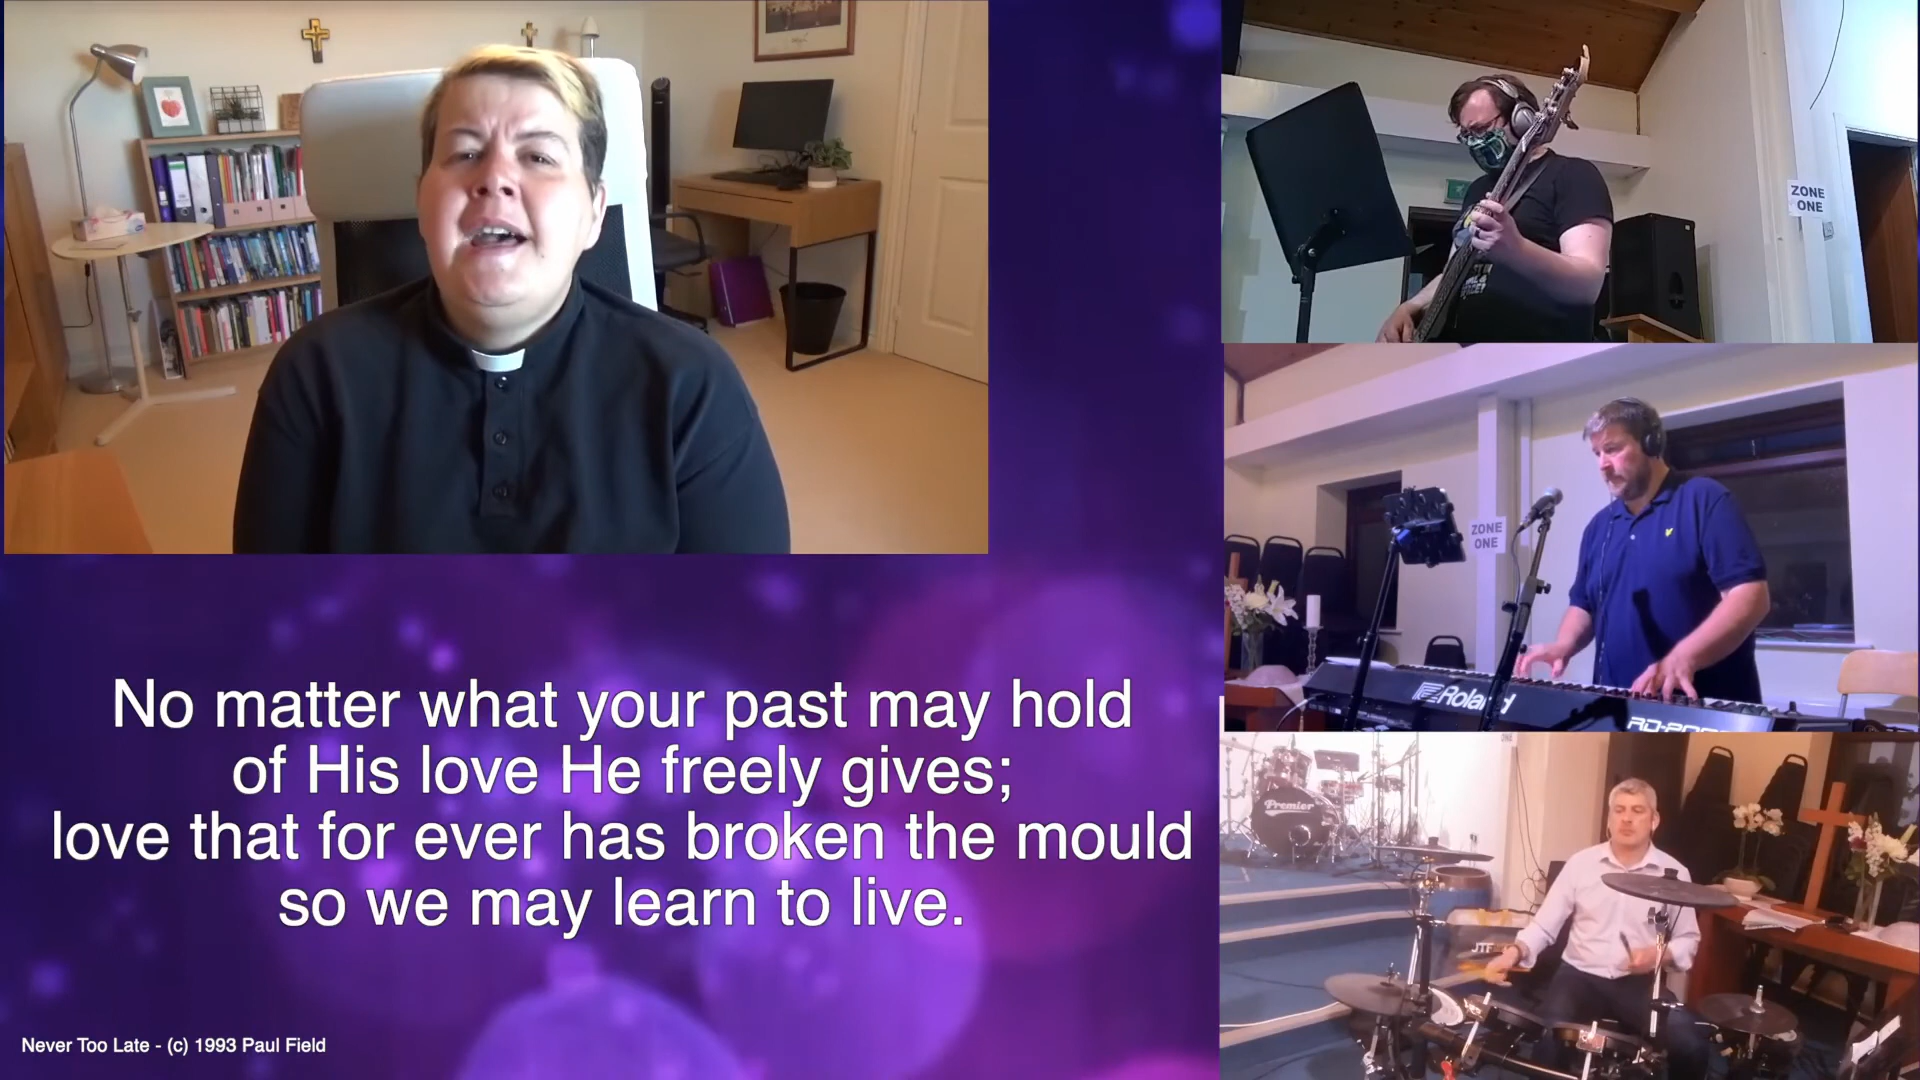 No matter what your past may hold
of His love He freely gives;
love that for ever has broken the mould
so we may learn to live.
Never Too Late - (c) 1993 Paul Field
ZONE
ONE
ZONE
ONE
Roland
Premier